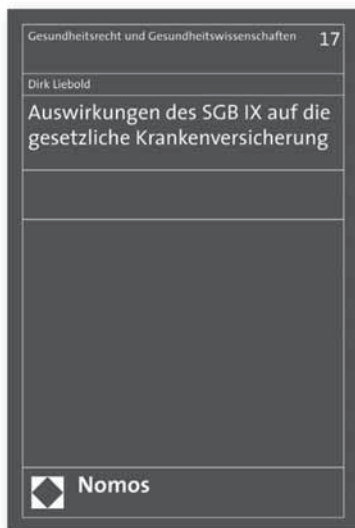 Gesundheitsrecht und Gesundheitswissenschaften 17
Dirk Liebold
Auswirkungen des SGB IX auf die
gesetzliche Krankenversicherung
Nomos